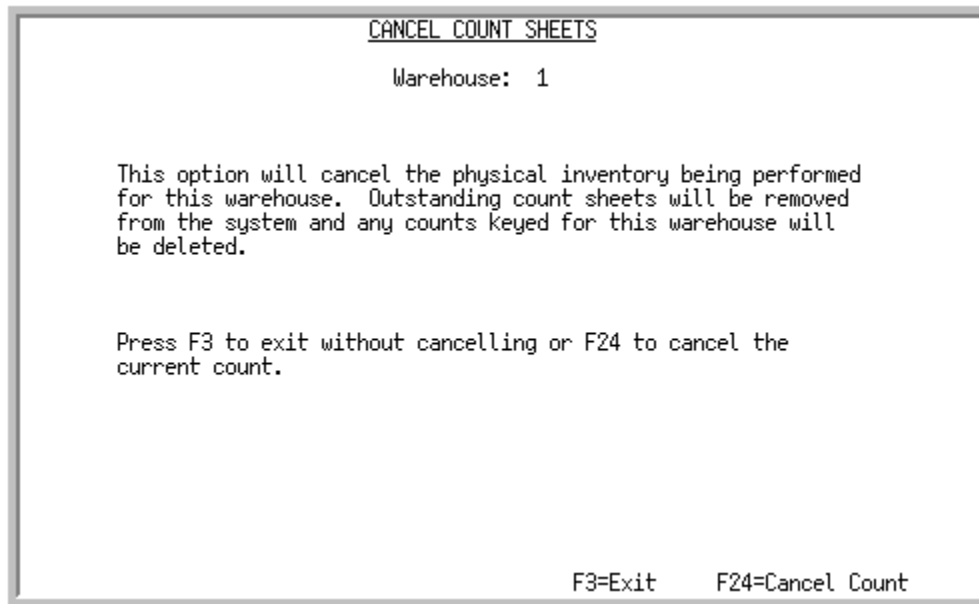 CANCEL COUNT SHEETS
Warehouse: 1
This option will cancel the physical inventory being performed
for this warehouse. Outstanding count sheets will be removed
from the system and any counts keyed for this warehouse will
be deleted.
Press F3 to exit without cancelling or F24 to cancel the
current count.
F3=Exit F24=Cancel Count